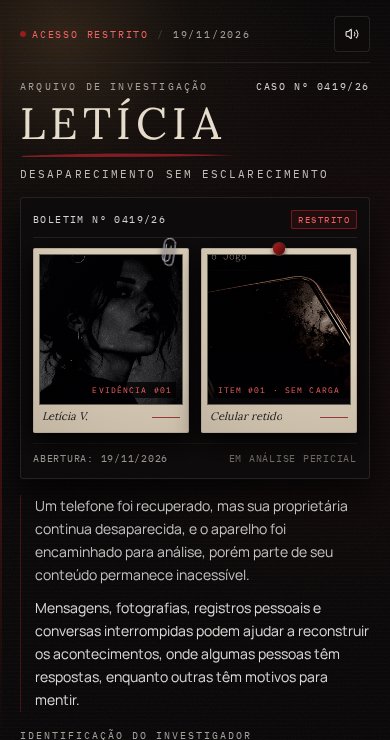 ACESSO RESTRITO / 19/11/2026
ARQUIVO DE INVESTIGAÇÃO
CASO Nº 0419/26
LETÍCIA
DESAPARECIMENTO SEM ESCLARECIMENTO
BOLETIM Nº 0419/26
RESTRITO
o Jogo
EVIDÊNCIA #01
ITEM #01 · SEM CARGA
Letícia V.
Celular retido
ABERTURA: 19/11/2026
EM ANÁLISE PERICIAL
Um telefone foi recuperado, mas sua proprietária
continua desaparecida, e o aparelho foi
encaminhado para análise, porém parte de seu
conteúdo permanece inacessível.
Mensagens, fotografias, registros pessoais e
conversas interrompidas podem ajudar a reconstruir
os acontecimentos, onde algumas pessoas têm
respostas, enquanto outras têm motivos para
mentir.
IDENTIFICAÇÃO DO INVESTIGADOR